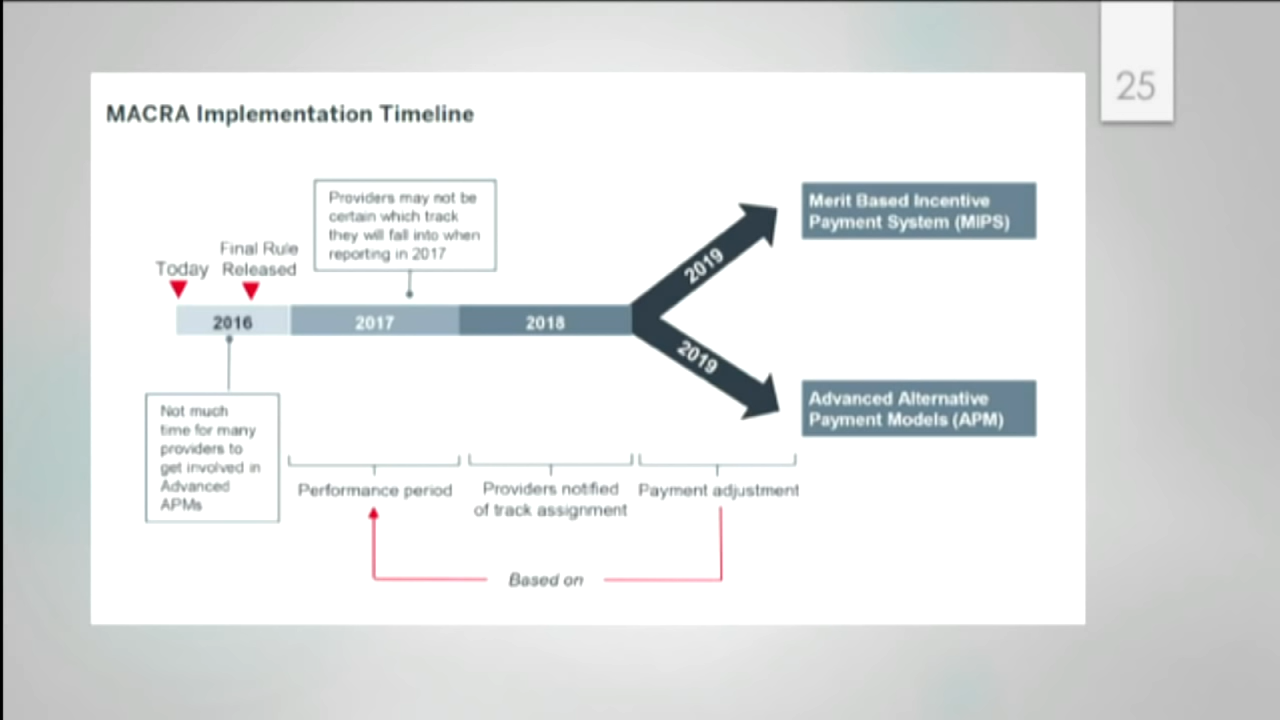 25
MACRA Implementation Timeline
Providers may not be
certain which track
they will fall into when
reporting in 2017
Merit Based Incentive
Payment System (MIPS)
Final Rule
Released
Today
2019
2016
2017
2018
2019
Advanced Alternative
Payment Models (APM)
Not much
time for many
providers to
get involved in
Advanced
APMs
Performance period
Providers notified
of track assignment
Payment adjustment
Based on